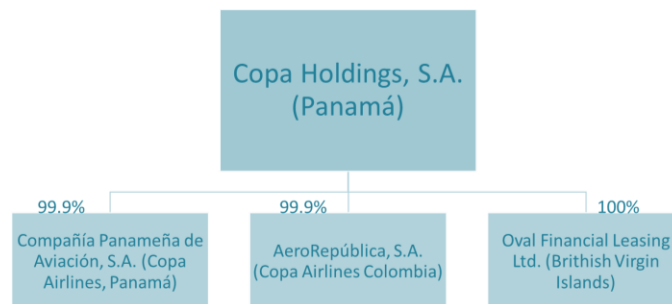 Copa Holdings, S.A.
(Panamá)
99.9%
99.9%
100%
Compañía Panameña de
Aviación, S.A. (Copa
Airlines, Panamá)
AeroRepública, S.A.
(Copa Airlines Colombia)
Oval Financial Leasing
Ltd. (Brithish Virgin
Islands)